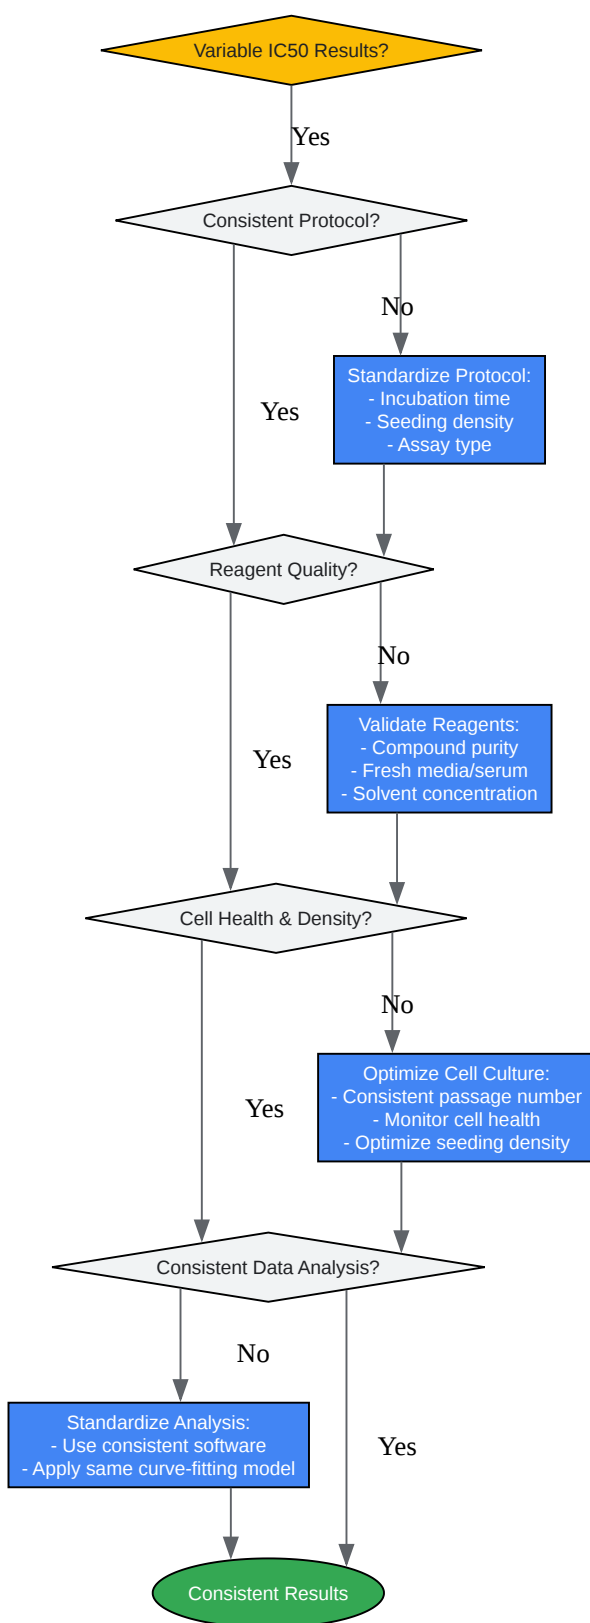 Variable IC50 Results?
Yes
Consistent Protocol?
No
Standardize Protocol:
- Incubation time
- Seeding density
- Assay type
Yes
Reagent Quality?
No
Validate Reagents:
- Compound purity
- Fresh media/serum
- Solvent concentration
Yes
Cell Health & Density?
No
Optimize Cell Culture:
- Consistent passage number
- Monitor cell health
- Optimize seeding density
Yes
Consistent Data Analysis?
No
Standardize Analysis:
- Use consistent software
- Apply same curve-fitting model
Yes
Consistent Results